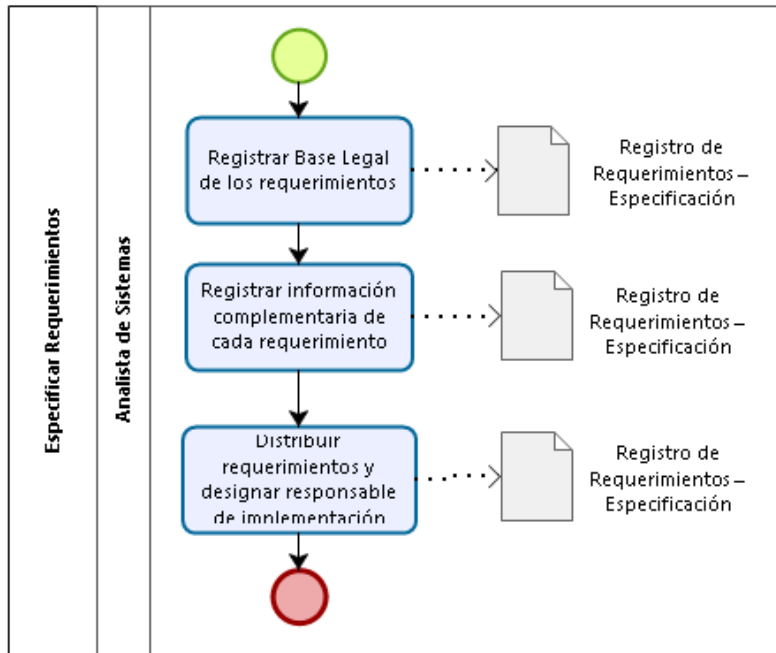 Especificar Requerimientos
Analista de Sistemas
Registrar Base Legal
de los requerimientos
Registro de
Requerimientos –
Especificación
Registrar información
complementaria de
cada requerimiento
Registro de
Requerimientos –
Especificación
Distribuir
requerimientos y
designar responsable
de implementación
Registro de
Requerimientos –
Especificación